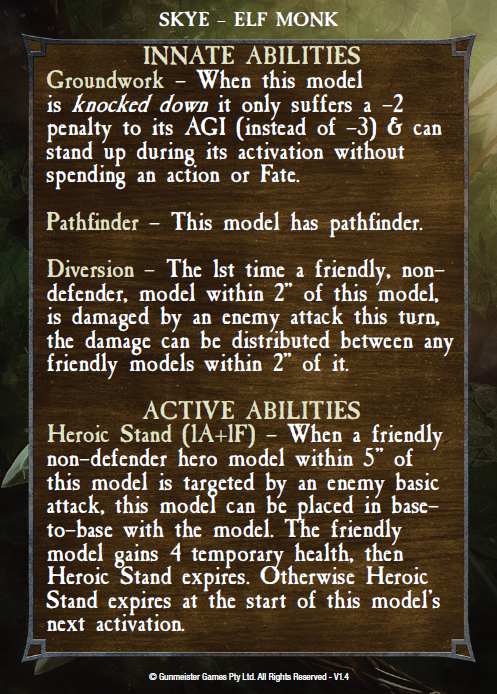 SKYE – ELF MONK
INNATE ABILITIES
Groundwork – When this model
is knocked down it only suffers a –2
penalty to its AGI (instead of –3) & can
stand up during its activation without
spending an action or Fate.
Pathfinder – This model has pathfinder.
Diversion – The 1st time a friendly, non–
defender, model within 2” of this model,
is damaged by an enemy attack this turn,
the damage can be distributed between any
friendly models within 2” of it.
ACTIVE ABILITIES
Heroic Stand (1A+1F) – When a friendly
non–defender hero model within 5” of
this model is targeted by an enemy basic
attack, this model can be placed in base–
to–base with the model. The friendly
model gains 4 temporary health, then
Heroic Stand expires. Otherwise Heroic
Stand expires at the start of this model’s
next activation.
© Gunmeister Games Pty Ltd. All Rights Reserved - V1.4